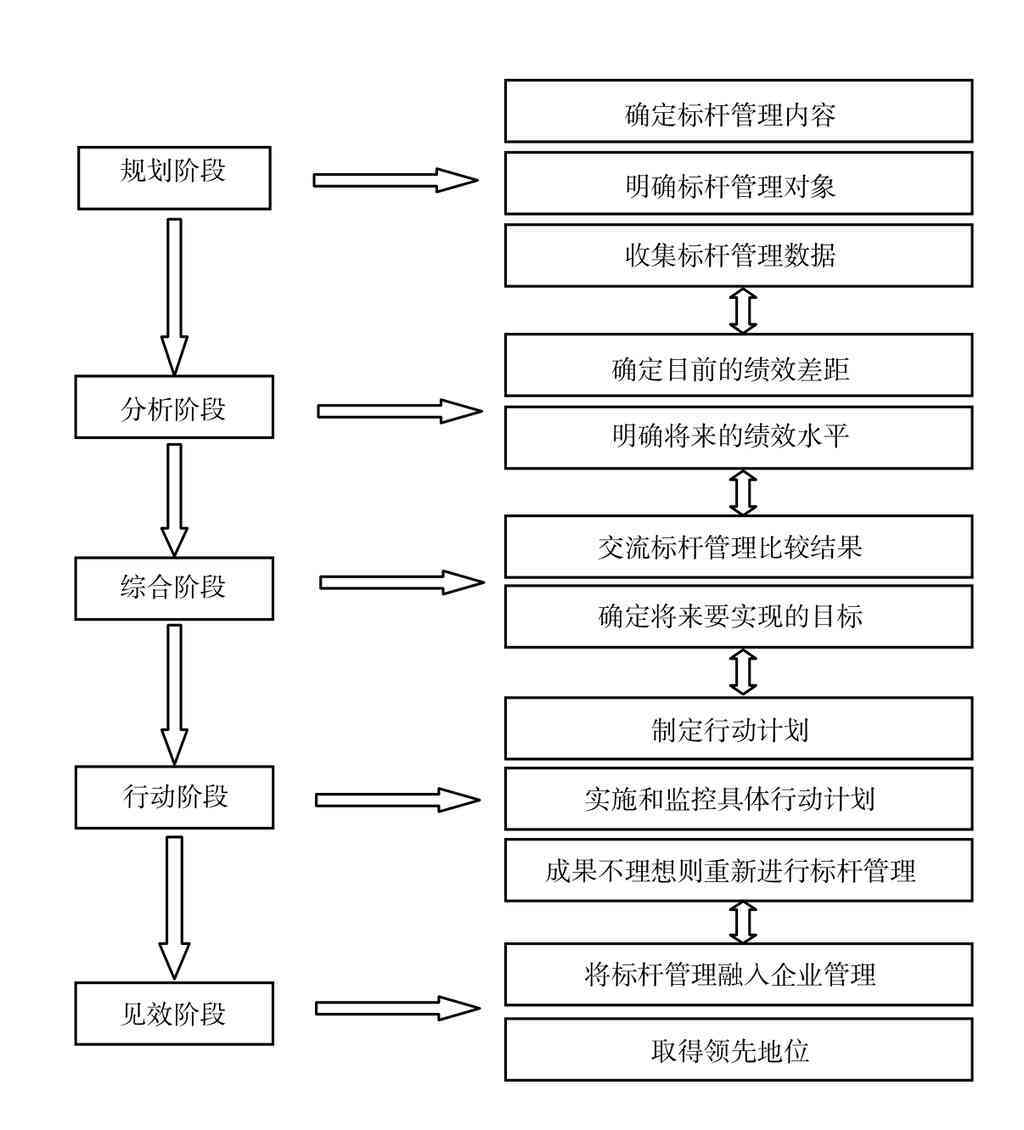 规划阶段
确定标杆管理内容
明确标杆管理对象
收集标杆管理数据
分析阶段
确定目前的绩效差距
明确将来的绩效水平
综合阶段
交流标杆管理比较结果
确定将来要实现的目标
行动阶段
制定行动计划
实施和监控具体行动计划
成果不理想则重新进行标杆管理
见效阶段
将标杆管理融入企业管理
取得领先地位